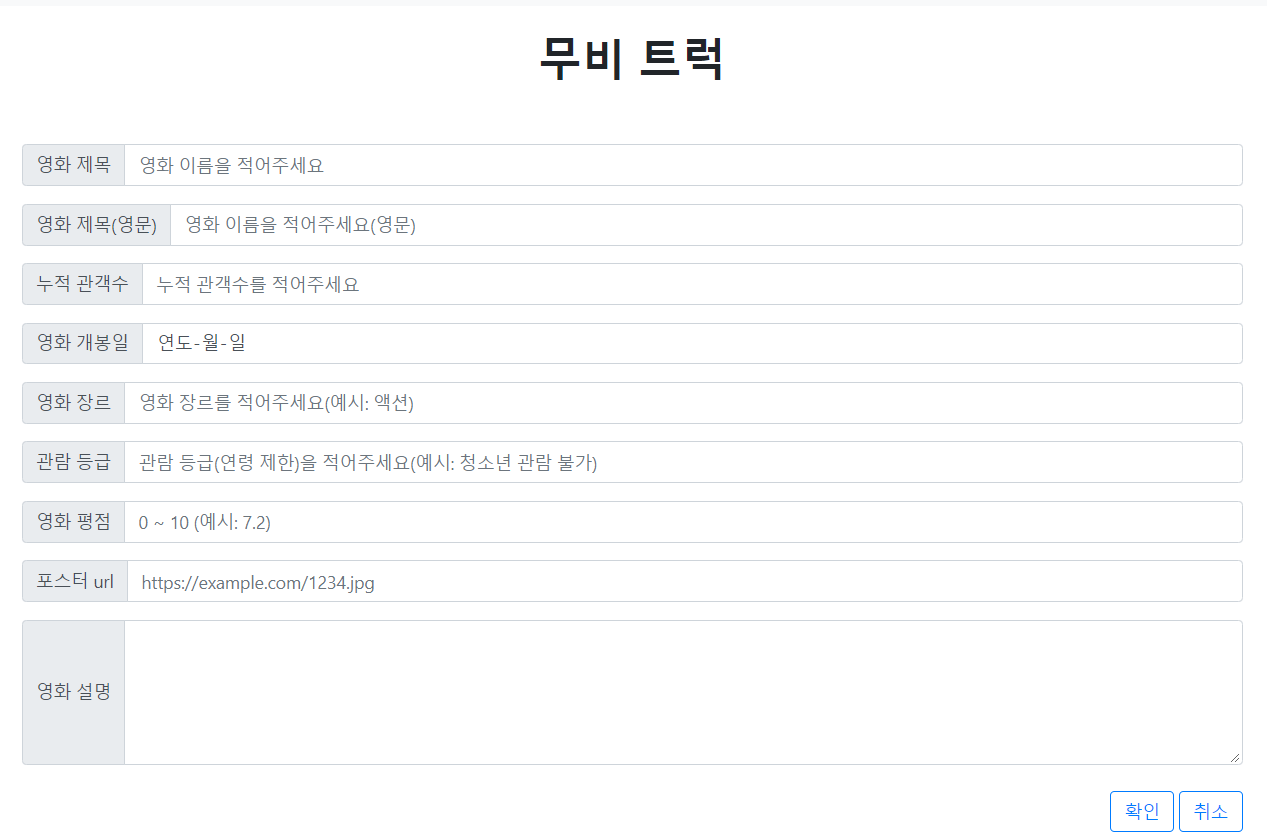 무비 트럭
영화 제목 영화 이름을 적어주세요
영화 제목(영문) 영화 이름을 적어주세요(영문)
누적 관객수 누적 관객수를 적어주세요
영화 개봉일 연도-월-일
영화 장르 영화 장르를 적어주세요(예시: 액션)
관람 등급 관람 등급(연령 제한)을 적어주세요(예시: 청소년 관람 불가)
영화 평점 0 ~ 10 (예시: 7.2)
포스터 url https://example.com/1234.jpg
영화 설명
확인 취소